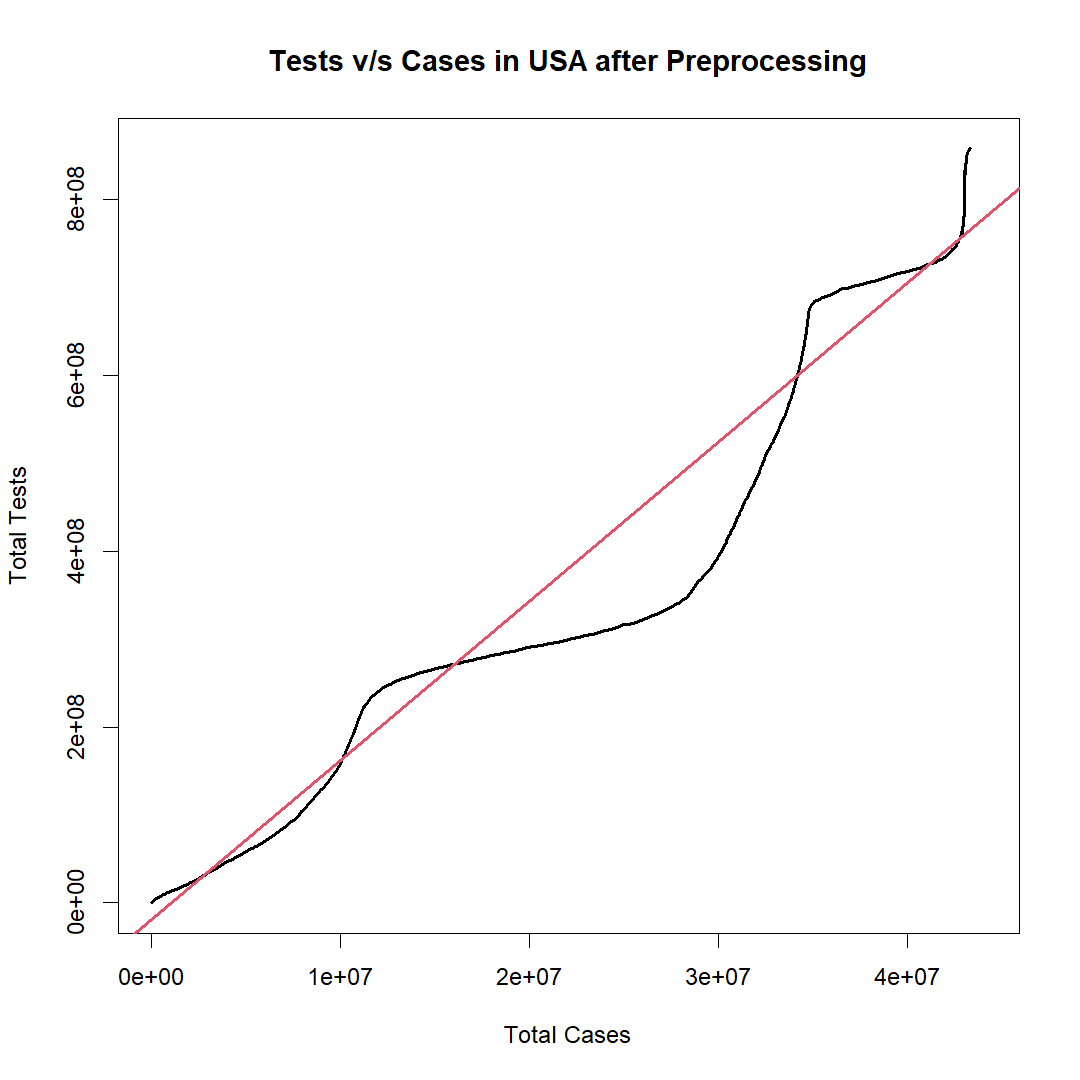 Tests v/s Cases in USA after Preprocessing
8e+08
6e+08
4e+08
2e+08
0e+00
Total Tests
0e+00 1e+07 2e+07 3e+07 4e+07
Total Cases